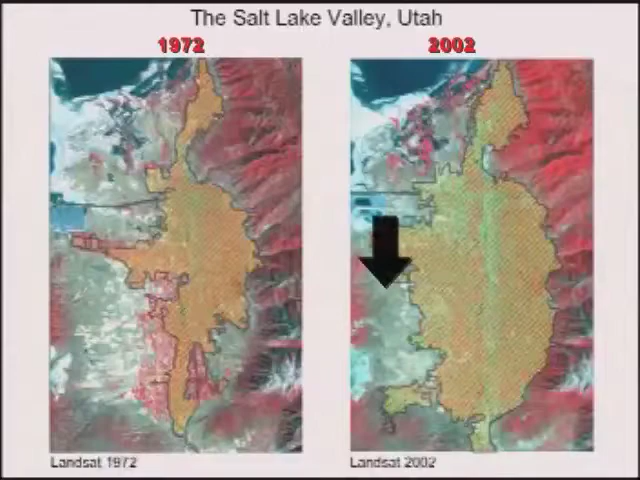 The Salt Lake Valley, Utah
1972
2002
Landsat 1972
Landsat 2002